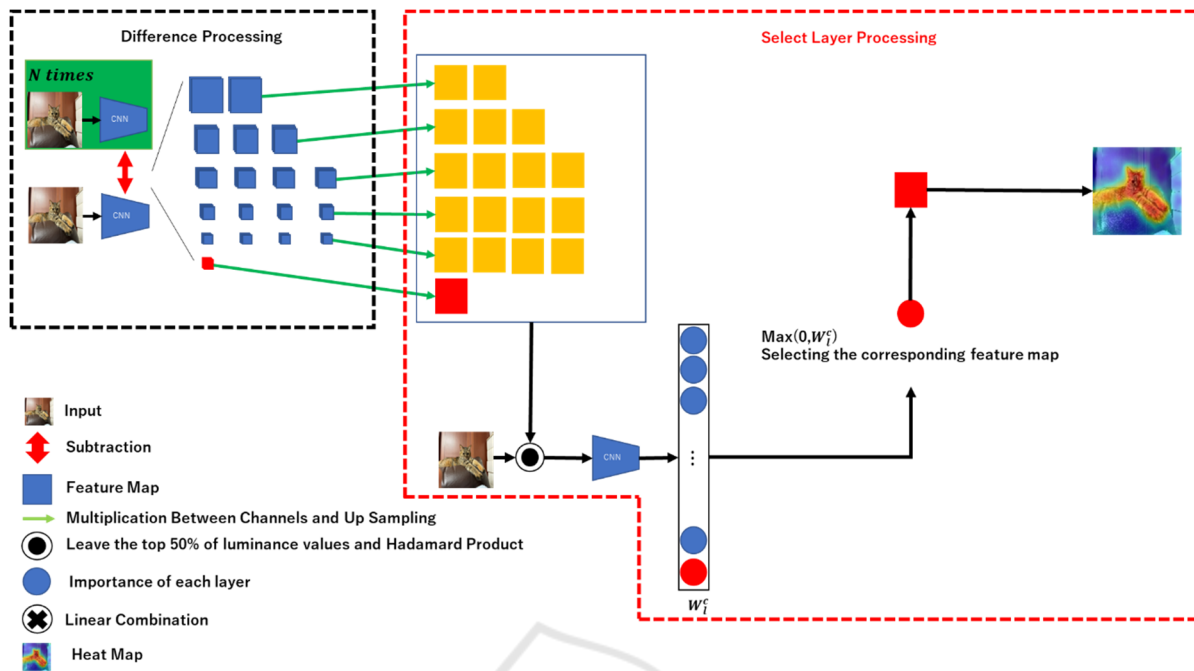 Difference Processing
Select Layer Processing
N times
CNN
CNN
Max(0,W_l^c)
Selecting the corresponding feature map
CNN
...
W_l^c
Input
Subtraction
Feature Map
Multiplication Between Channels and Up Sampling
Leave the top 50% of luminance values and Hadamard Product
Importance of each layer
Linear Combination
Heat Map